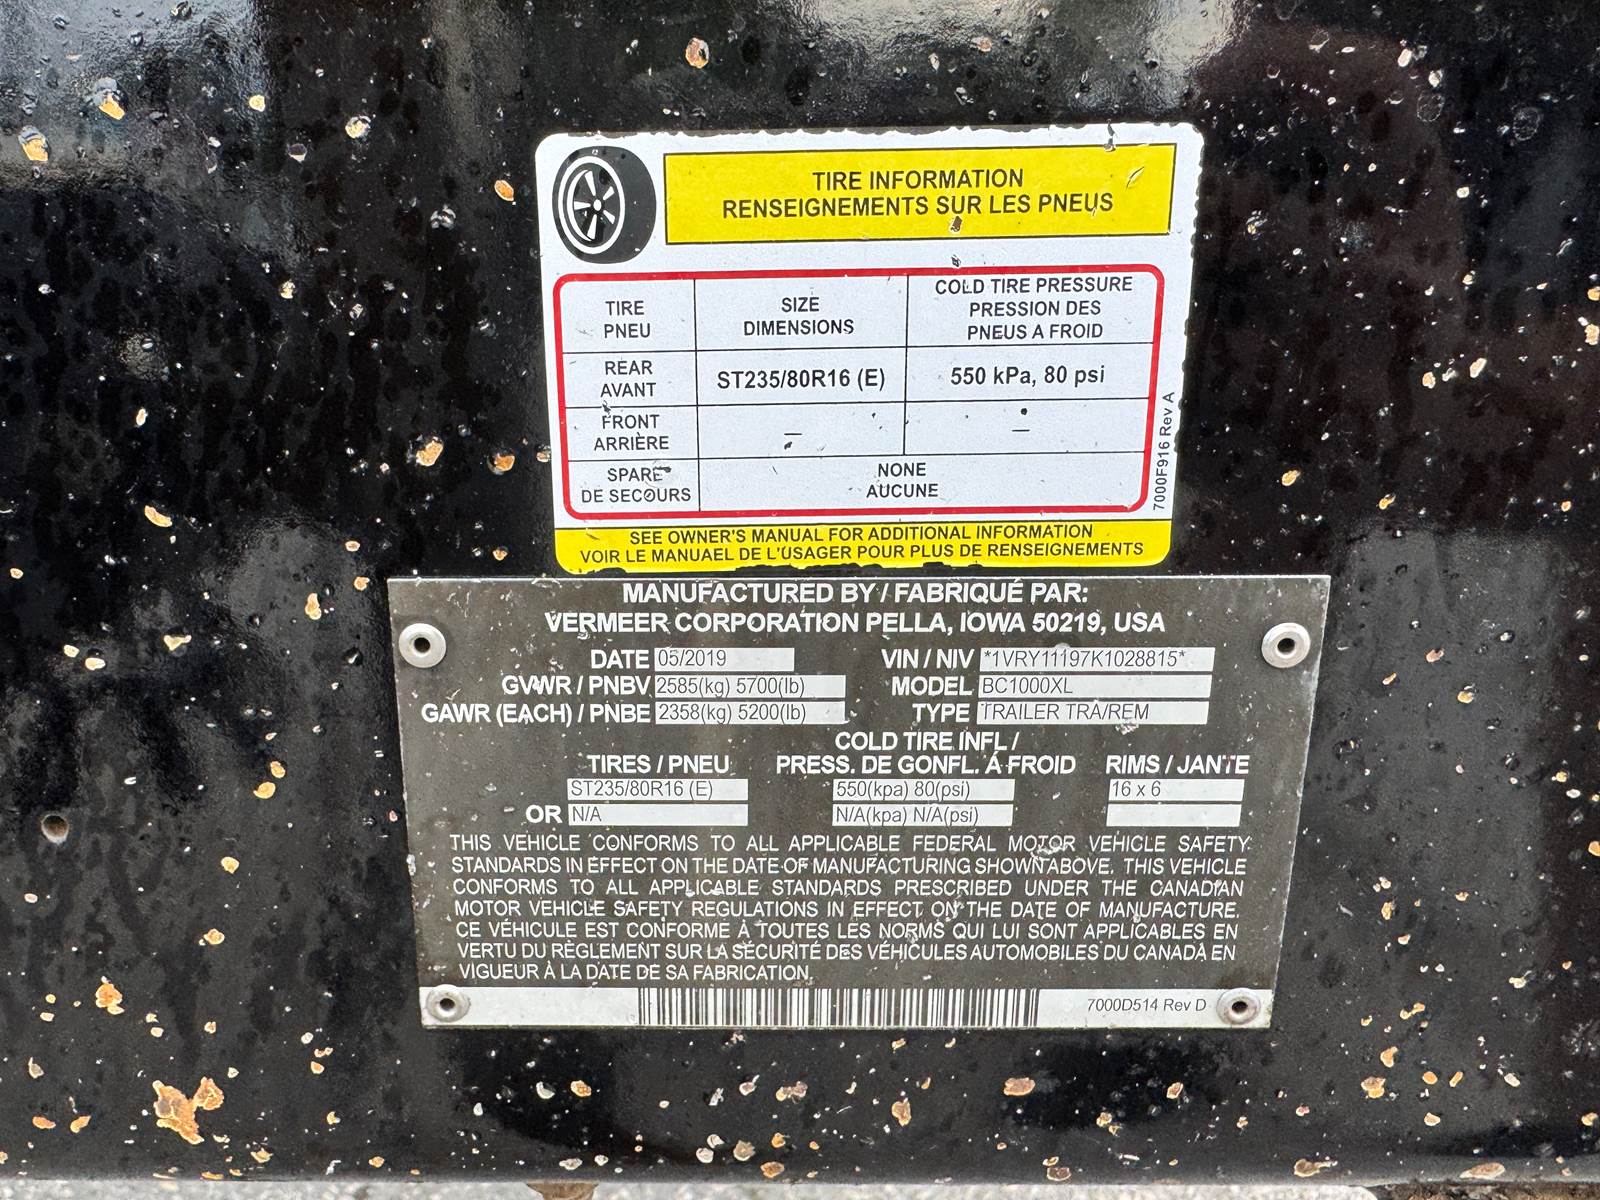 TIRE INFORMATION
RENSEIGNEMENTS SUR LES PNEUS
TIRE
PNEU
SIZE
DIMENSIONS
COLD TIRE PRESSURE
PRESSION DES
PNEUS A FROID
REAR
AVANT
ST235/80R16 (E)
550 kPa, 80 psi
FRONT
ARRIÈRE
–
–
SPARE
DE SECOURS
NONE
AUCUNE
7000F916 Rev A
SEE OWNER'S MANUAL FOR ADDITIONAL INFORMATION
VOIR LE MANUAEL DE L'USAGER POUR PLUS DE RENSEIGNEMENTS
MANUFACTURED BY / FABRIQUÉ PAR:
VERMEER CORPORATION PELLA, IOWA 50219, USA
DATE 05/2019 VIN / NIV *1VRY11197K1028815*
GVWR / PNBV 2585(kg) 5700(lb) MODEL BC1000XL
GAWR (EACH) / PNBE 2358(kg) 5200(lb) TYPE TRAILER TRA/REM
COLD TIRE INFL /
TIRES / PNEU PRESS. DE GONFL. À FROID RIMS / JANTE
ST235/80R16 (E) 550(kpa) 80(psi) 16 x 6
OR N/A N/A(kpa) N/A(psi)
THIS VEHICLE CONFORMS TO ALL APPLICABLE FEDERAL MOTOR VEHICLE SAFETY
STANDARDS IN EFFECT ON THE DATE OF MANUFACTURING SHOWN ABOVE. THIS VEHICLE
CONFORMS TO ALL APPLICABLE STANDARDS PRESCRIBED UNDER THE CANADIAN
MOTOR VEHICLE SAFETY REGULATIONS IN EFFECT ON THE DATE OF MANUFACTURE.
CE VÉHICULE EST CONFORME À TOUTES LES NORMS QUI LUI SONT APPLICABLES EN
VERTU DU RÈGLEMENT SUR LA SÉCURITÉ DES VÉHICULES AUTOMOBILES DU CANADA EN
VIGUEUR À LA DATE DE SA FABRICATION.
7000D514 Rev D